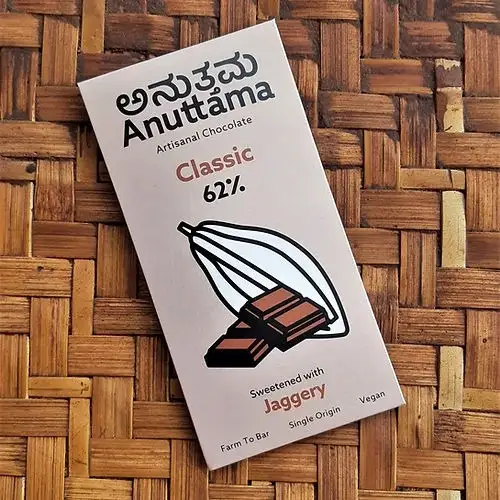 ಅನುತ್ತಮ
Anuttama
Artisanal Chocolate
Classic
62%
Sweetened with
Jaggery
Farm To Bar Single Origin Vegan